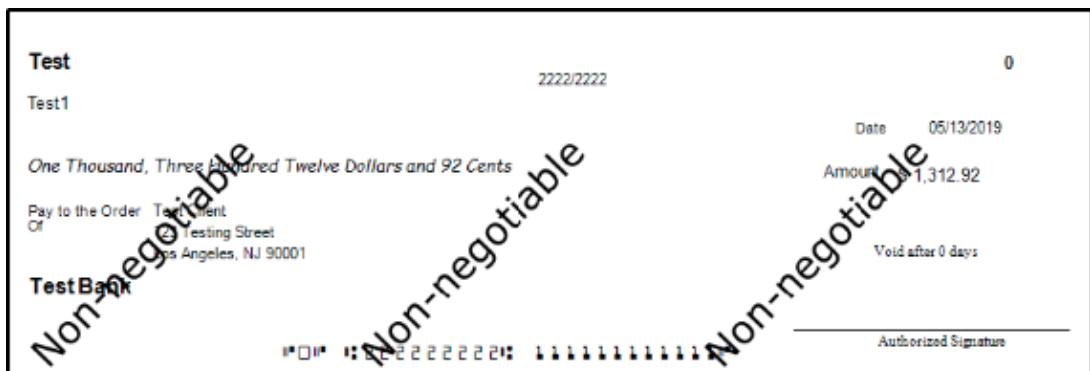 Test
0
2222/2222
Test1
Date 05/13/2019
One Thousand, Three Hundred Twelve Dollars and 92 Cents
Amount $ 1,312.92
Pay to the Order Test Client
Of
123 Testing Street
Los Angeles, NJ 90001
Void after 0 days
Test Bank
Non-negotiable
Non-negotiable
Non-negotiable
Authorized Signature